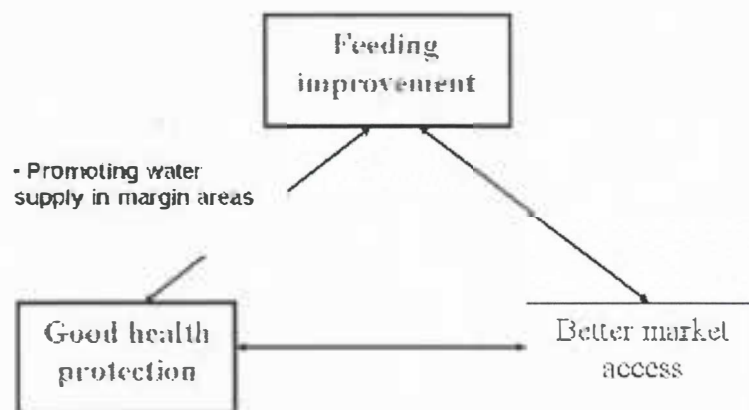 Feeding
improvement
- Promoting water
supply in margin areas
Good health
protection
Better market
access